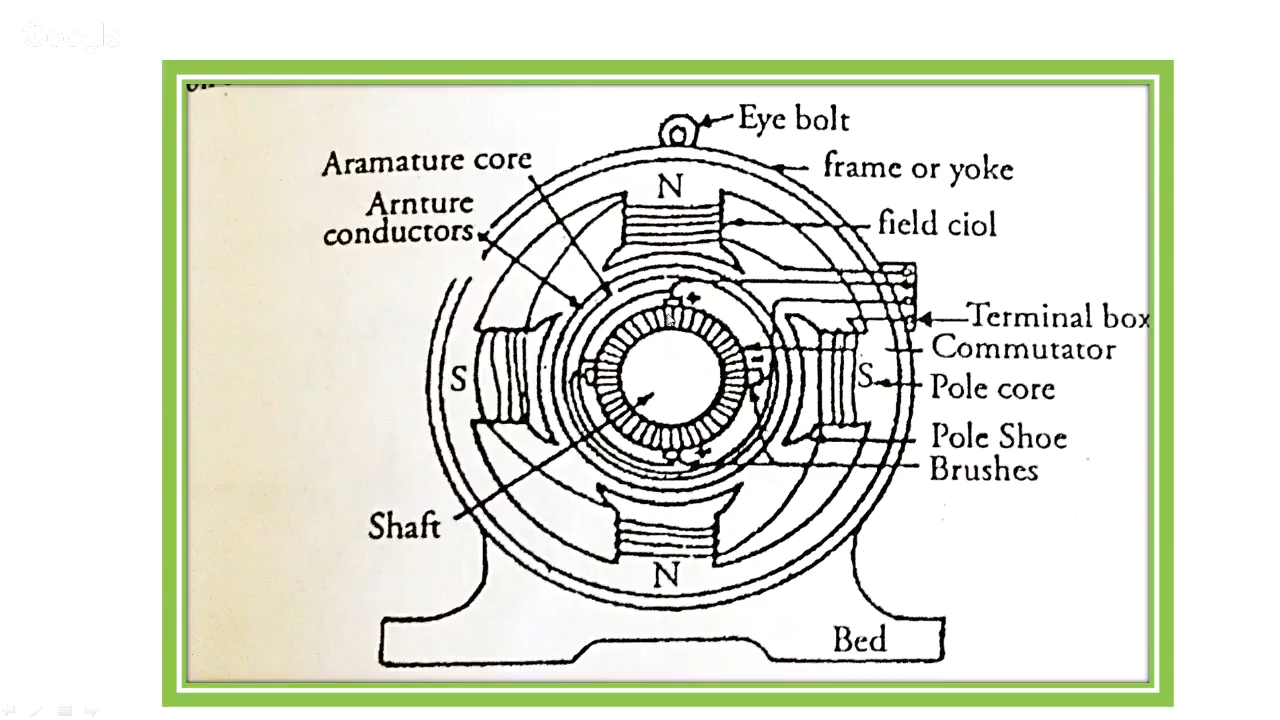 Google
Eye bolt
Aramature core
frame or yoke
N
Arnture
conductors
field ciol
Terminal box
Commutator
S
S
Pole core
Pole Shoe
Brushes
Shaft
N
Bed